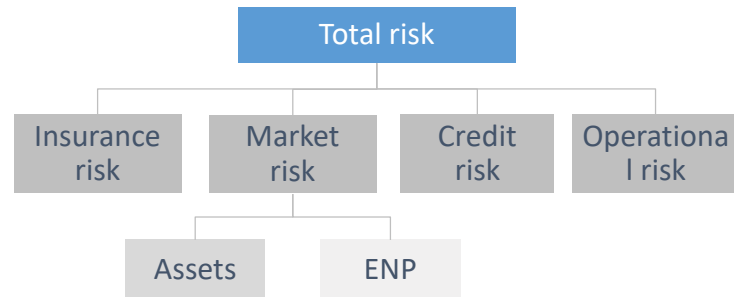 Total risk
Insurance
risk
Market
risk
Credit
risk
Operationa
l risk
Assets
ENP